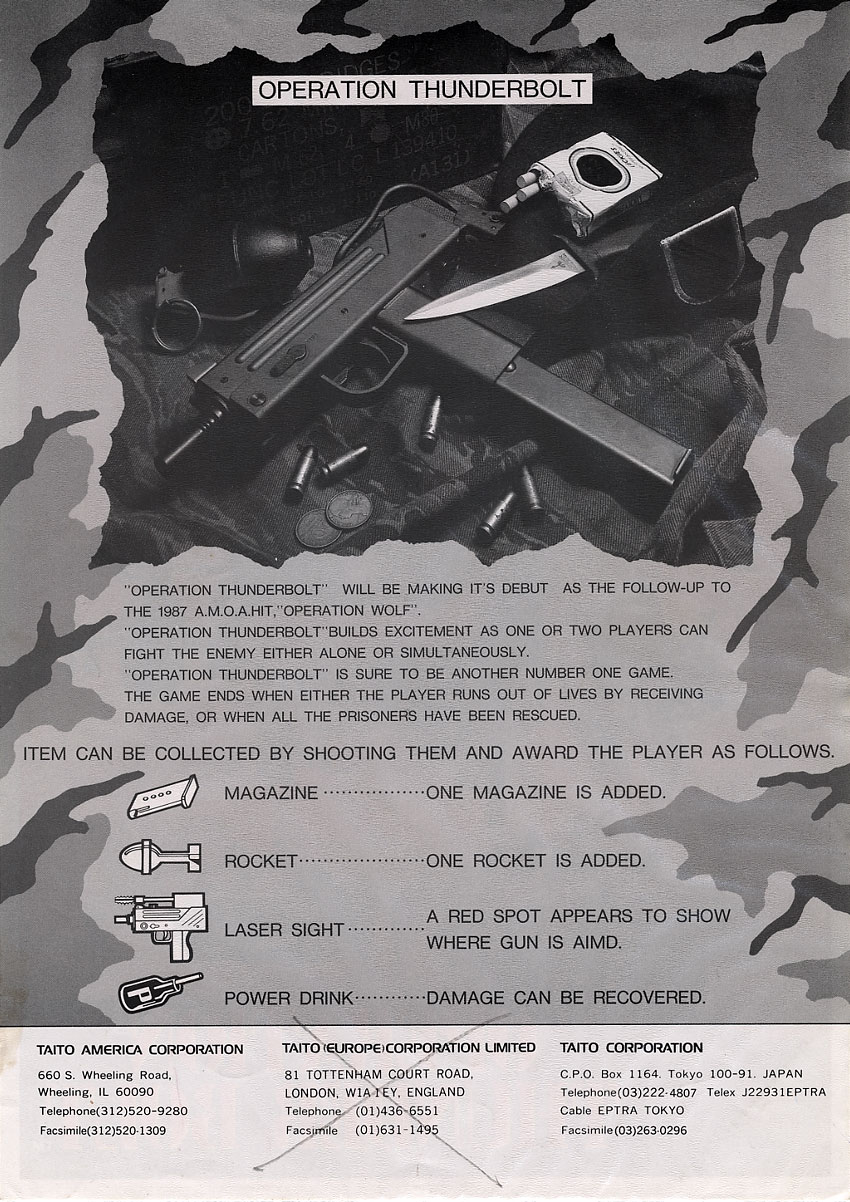 OPERATION THUNDERBOLT
"OPERATION THUNDERBOLT" WILL BE MAKING IT'S DEBUT AS THE FOLLOW-UP TO
THE 1987 A.M.O.A.HIT,"OPERATION WOLF".
"OPERATION THUNDERBOLT"BUILDS EXCITEMENT AS ONE OR TWO PLAYERS CAN
FIGHT THE ENEMY EITHER ALONE OR SIMULTANEOUSLY.
"OPERATION THUNDERBOLT" IS SURE TO BE ANOTHER NUMBER ONE GAME.
THE GAME ENDS WHEN EITHER THE PLAYER RUNS OUT OF LIVES BY RECEIVING
DAMAGE, OR WHEN ALL THE PRISONERS HAVE BEEN RESCUED.
ITEM CAN BE COLLECTED BY SHOOTING THEM AND AWARD THE PLAYER AS FOLLOWS.
MAGAZINE ··················ONE MAGAZINE IS ADDED.
ROCKET······················ONE ROCKET IS ADDED.
LASER SIGHT ·············A RED SPOT APPEARS TO SHOW
WHERE GUN IS AIMD.
POWER DRINK············DAMAGE CAN BE RECOVERED.
TAITO AMERICA CORPORATION
660 S. Wheeling Road,
Wheeling, IL 60090
Telephone(312)520-9280
Facsimile(312)520-1309
TAITO (EUROPE) CORPORATION LIMITED
81 TOTTENHAM COURT ROAD,
LONDON, W1A 1EY, ENGLAND
Telephone (01)436-6551
Facsimile (01)631-1495
TAITO CORPORATION
C.P.O. Box 1164. Tokyo 100-91. JAPAN
Telephone(03)222-4807 Telex J22931EPTRA
Cable EPTRA TOKYO
Facsimile(03)263-0296